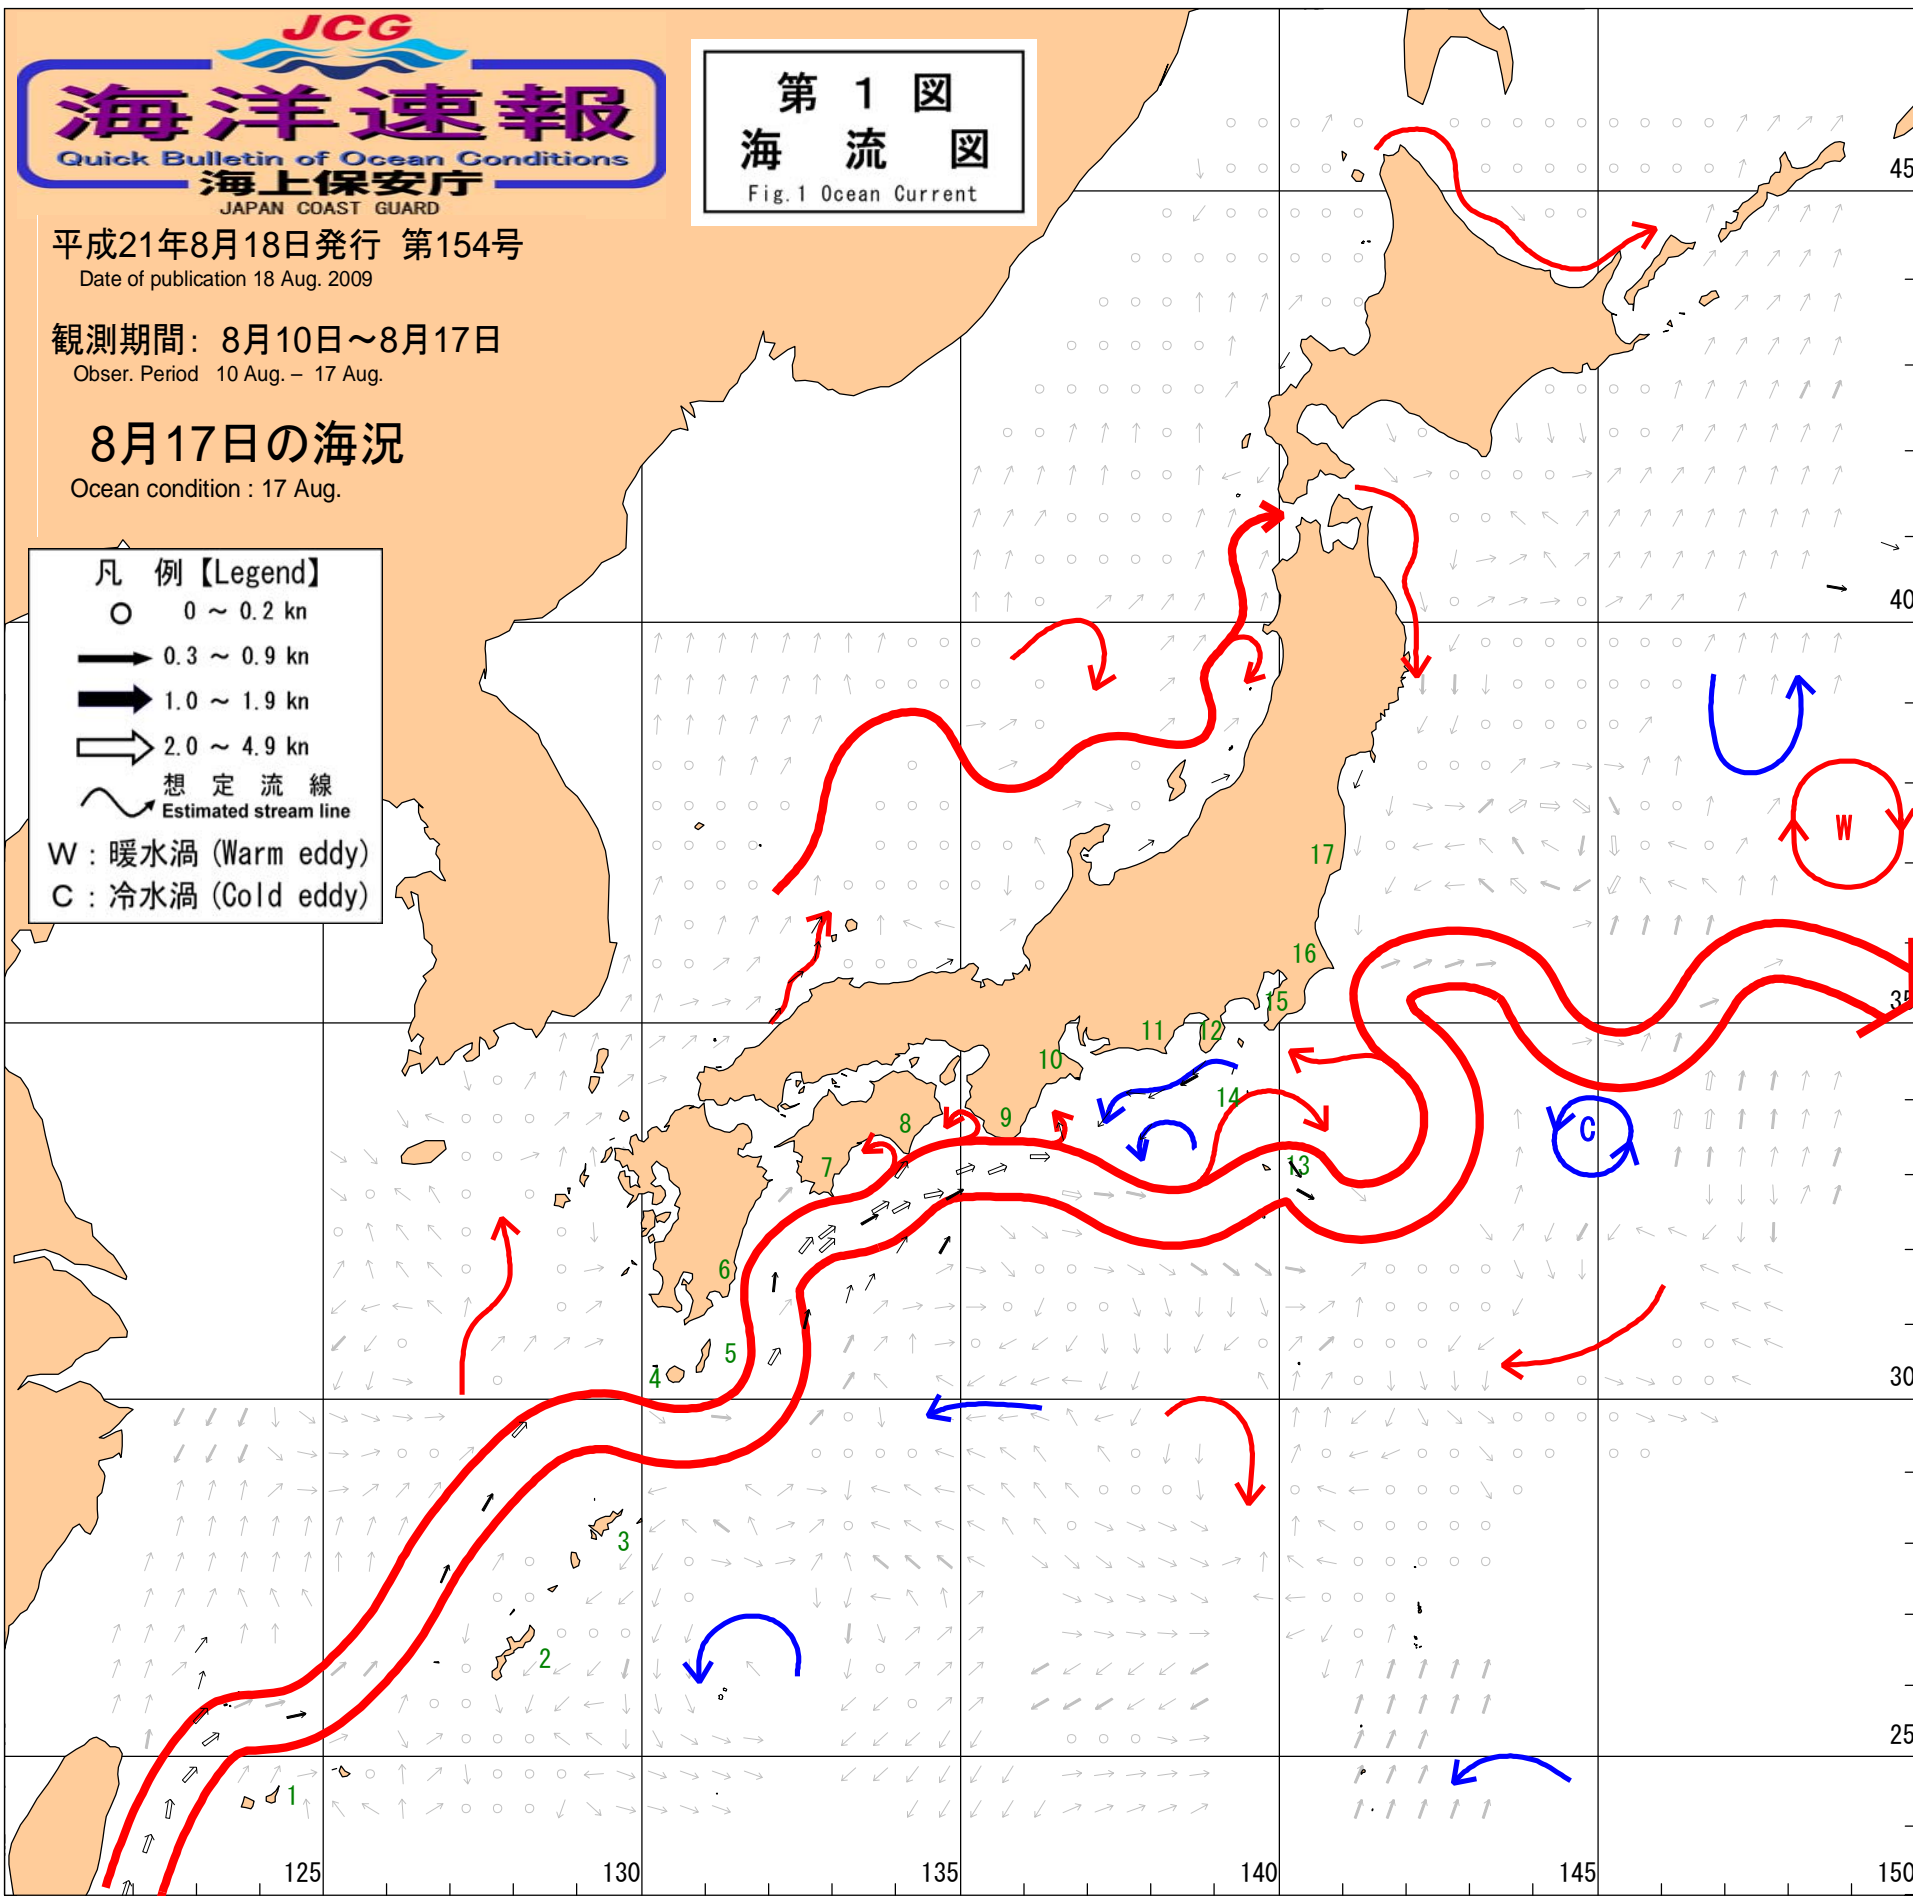 JCG
海洋速報
Quick Bulletin of Ocean Conditions
海上保安庁
JAPAN COAST GUARD
第 1 図
海 流 図
Fig.1 Ocean Current
平成21年8月18日発行 第154号
Date of publication 18 Aug. 2009
観測期間： 8月10日～8月17日
Obser. Period 10 Aug. – 17 Aug.
8月17日の海況
Ocean condition : 17 Aug.
凡 例【Legend】
0 ～ 0.2 kn
0.3 ～ 0.9 kn
1.0 ～ 1.9 kn
2.0 ～ 4.9 kn
想 定 流 線
Estimated stream line
W : 暖水渦 (Warm eddy)
C : 冷水渦 (Cold eddy)
45
40
W
17
16
35
15
12
11
10
14
C
9
8
7
13
6
5
4
30
3
2
25
1
125
130
135
140
145
150